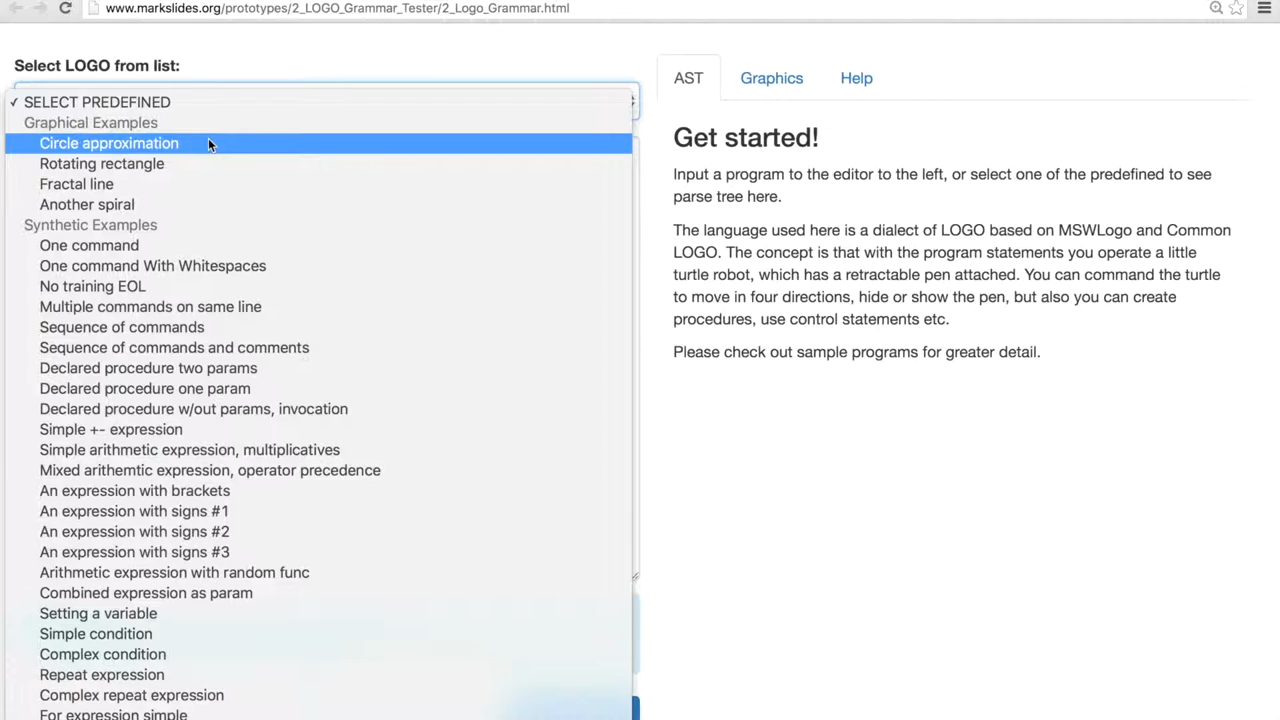 www.markslides.org/prototypes/2_LOGO_Grammar_Tester/2_Logo_Grammar.html
Select LOGO from list:
✓ SELECT PREDEFINED
Graphical Examples
Circle approximation
Rotating rectangle
Fractal line
Another spiral
Synthetic Examples
One command
One command With Whitespaces
No training EOL
Multiple commands on same line
Sequence of commands
Sequence of commands and comments
Declared procedure two params
Declared procedure one param
Declared procedure w/out params, invocation
Simple +- expression
Simple arithmetic expression, multiplicatives
Mixed arithemtic expression, operator precedence
An expression with brackets
An expression with signs #1
An expression with signs #2
An expression with signs #3
Arithmetic expression with random func
Combined expression as param
Setting a variable
Simple condition
Complex condition
Repeat expression
Complex repeat expression
For expression simple
AST Graphics Help
Get started!
Input a program to the editor to the left, or select one of the predefined to see
parse tree here.
The language used here is a dialect of LOGO based on MSWLogo and Common
LOGO. The concept is that with the program statements you operate a little
turtle robot, which has a retractable pen attached. You can command the turtle
to move in four directions, hide or show the pen, but also you can create
procedures, use control statements etc.
Please check out sample programs for greater detail.